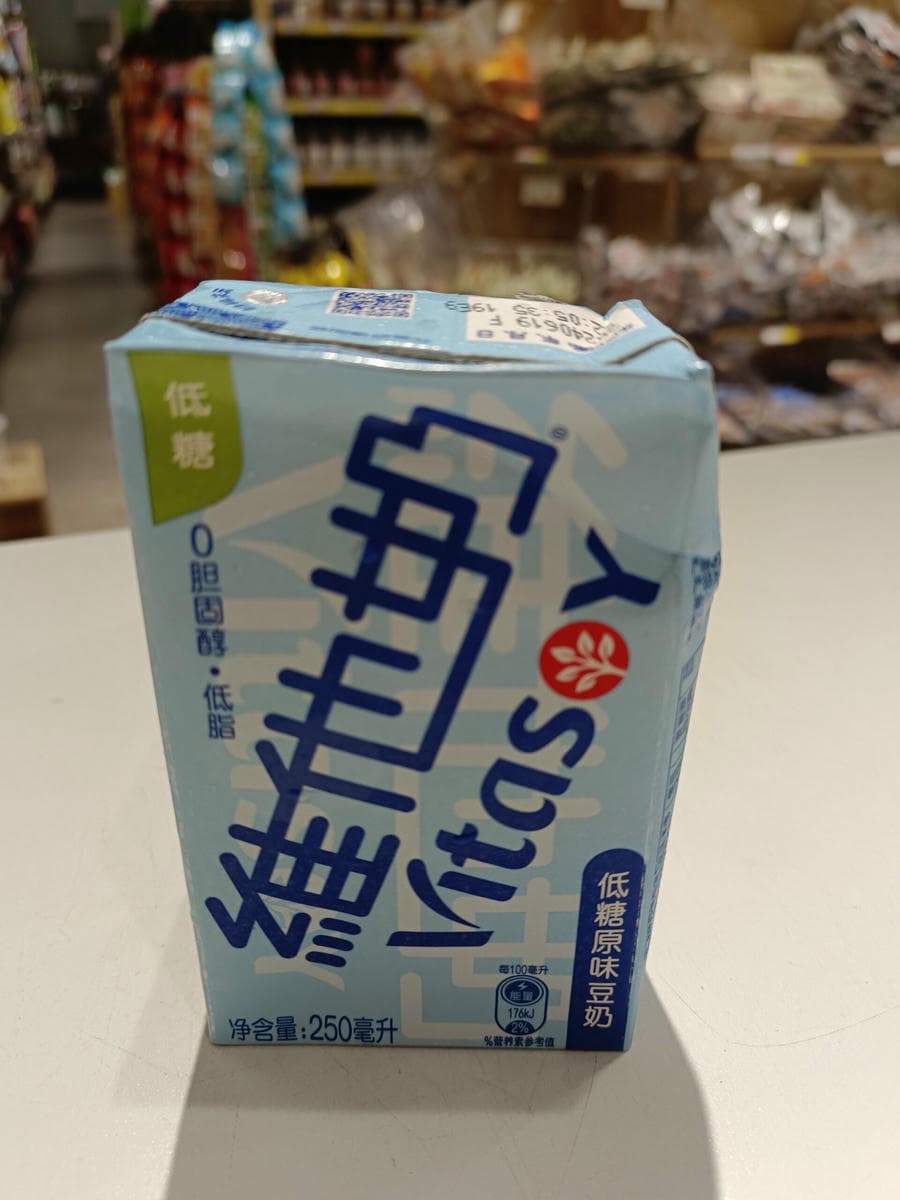 低
糖
0胆固醇·低脂
維他奶®
Vitasoy
低糖原味豆奶
每100毫升
能量
176kJ
2%
%营养素参考值
净含量:250毫升